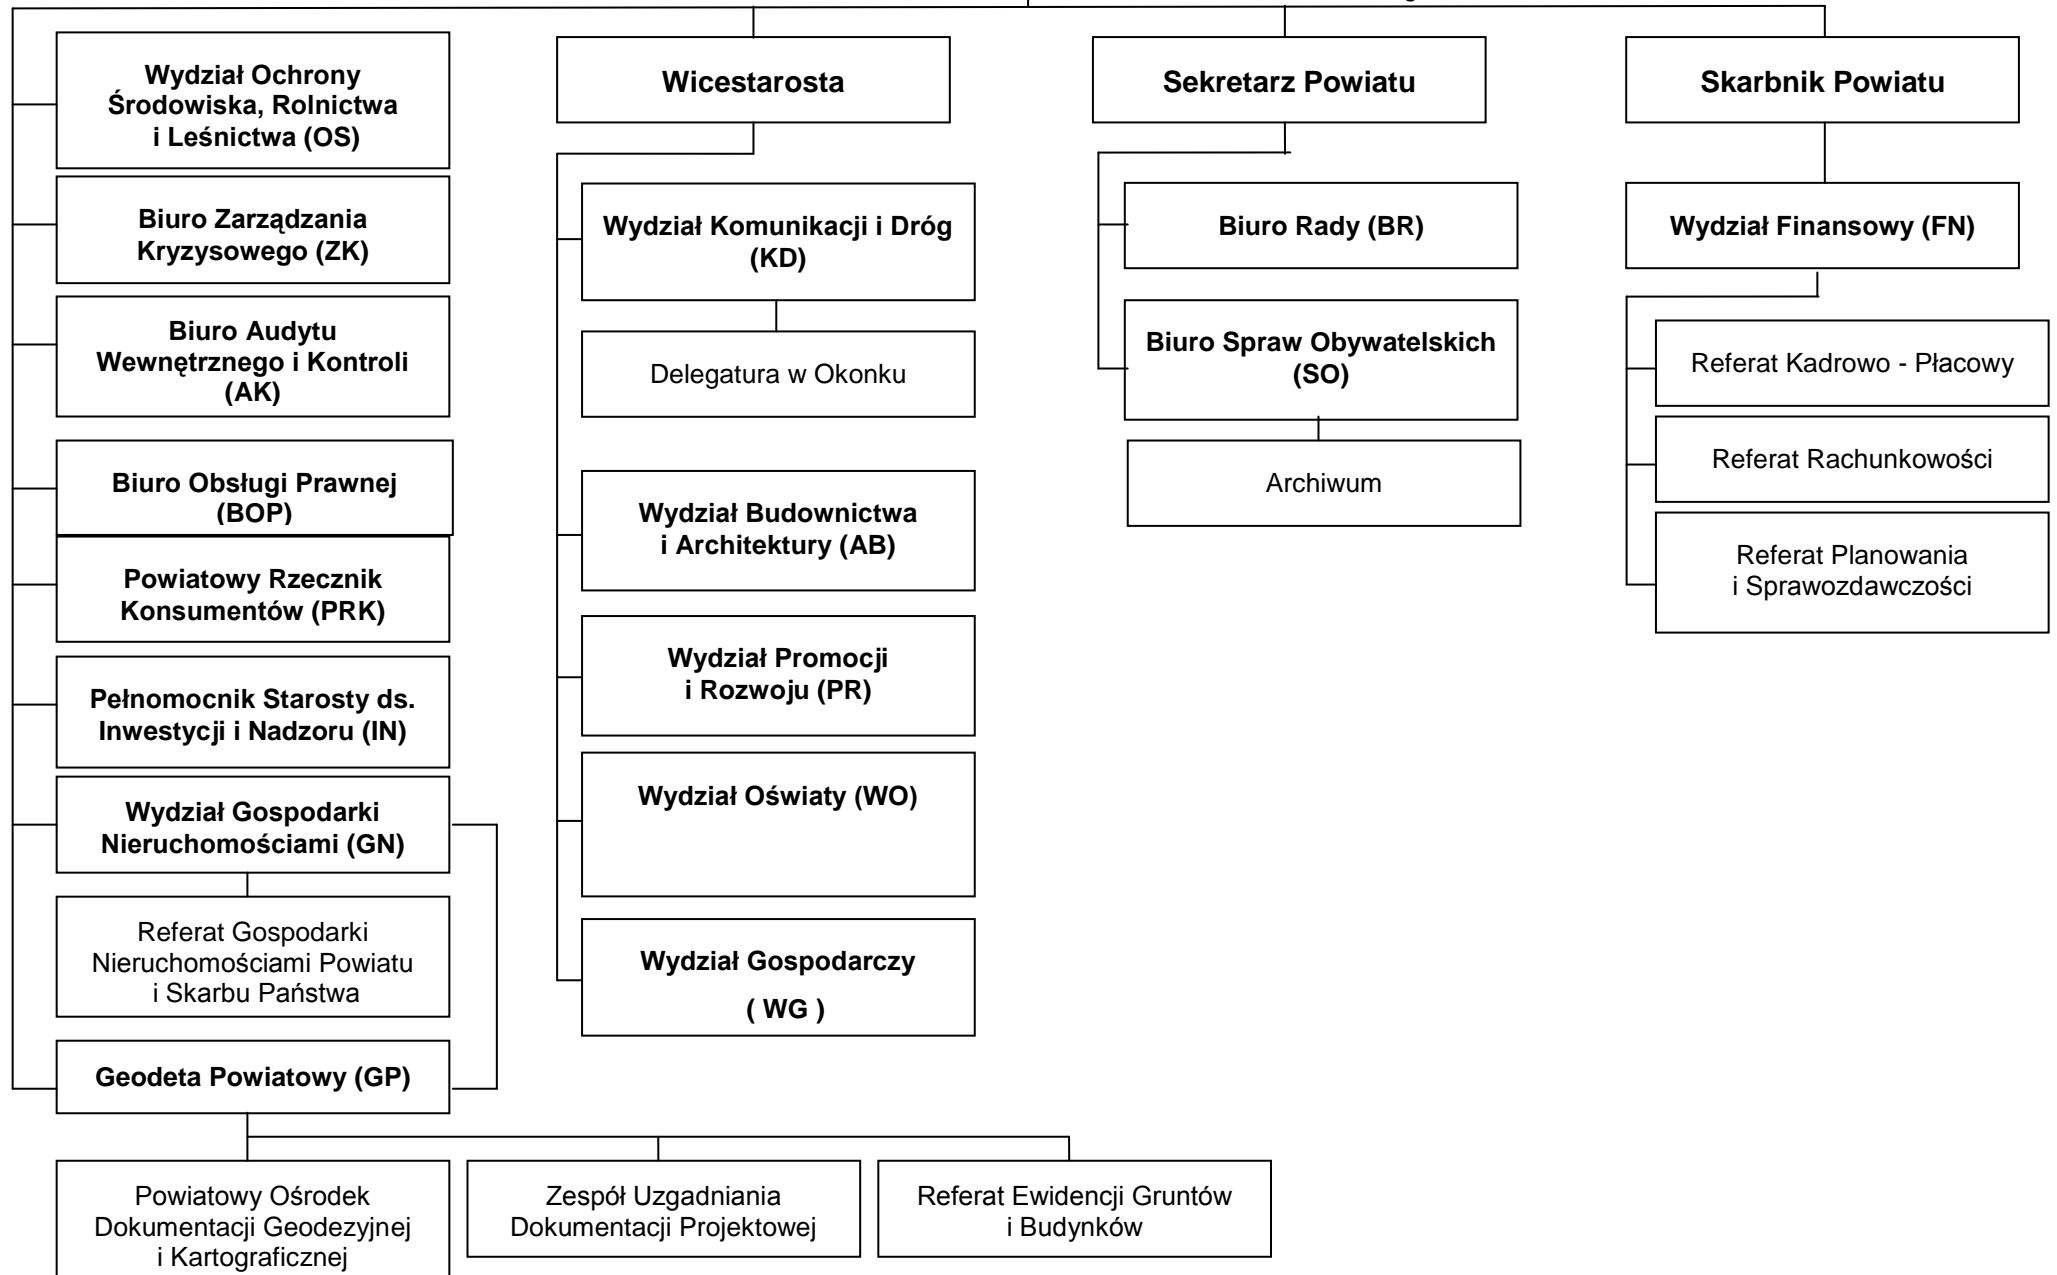 Wydział Ochrony
Środowiska, Rolnictwa
i Leśnictwa (OS)
Biuro Zarządzania
Kryzysowego (ZK)
Biuro Audytu
Wewnętrznego i Kontroli
(AK)
Biuro Obsługi Prawnej
(BOP)
Powiatowy Rzecznik
Konsumentów (PRK)
Pełnomocnik Starosty ds.
Inwestycji i Nadzoru (IN)
Wydział Gospodarki
Nieruchomościami (GN)
Referat Gospodarki
Nieruchomościami Powiatu
i Skarbu Państwa
Geodeta Powiatowy (GP)
Powiatowy Ośrodek
Dokumentacji Geodezyjnej
i Kartograficznej
Zespół Uzgadniania
Dokumentacji Projektowej
Referat Ewidencji Gruntów
i Budynków
Wicestarosta
Wydział Komunikacji i Dróg
(KD)
Delegatura w Okonku
Wydział Budownictwa
i Architektury (AB)
Wydział Promocji
i Rozwoju (PR)
Wydział Oświaty (WO)
Wydział Gospodarczy
( WG )
Sekretarz Powiatu
Biuro Rady (BR)
Biuro Spraw Obywatelskich
(SO)
Archiwum
Skarbnik Powiatu
Wydział Finansowy (FN)
Referat Kadrowo - Płacowy
Referat Rachunkowości
Referat Planowania
i Sprawozdawczości